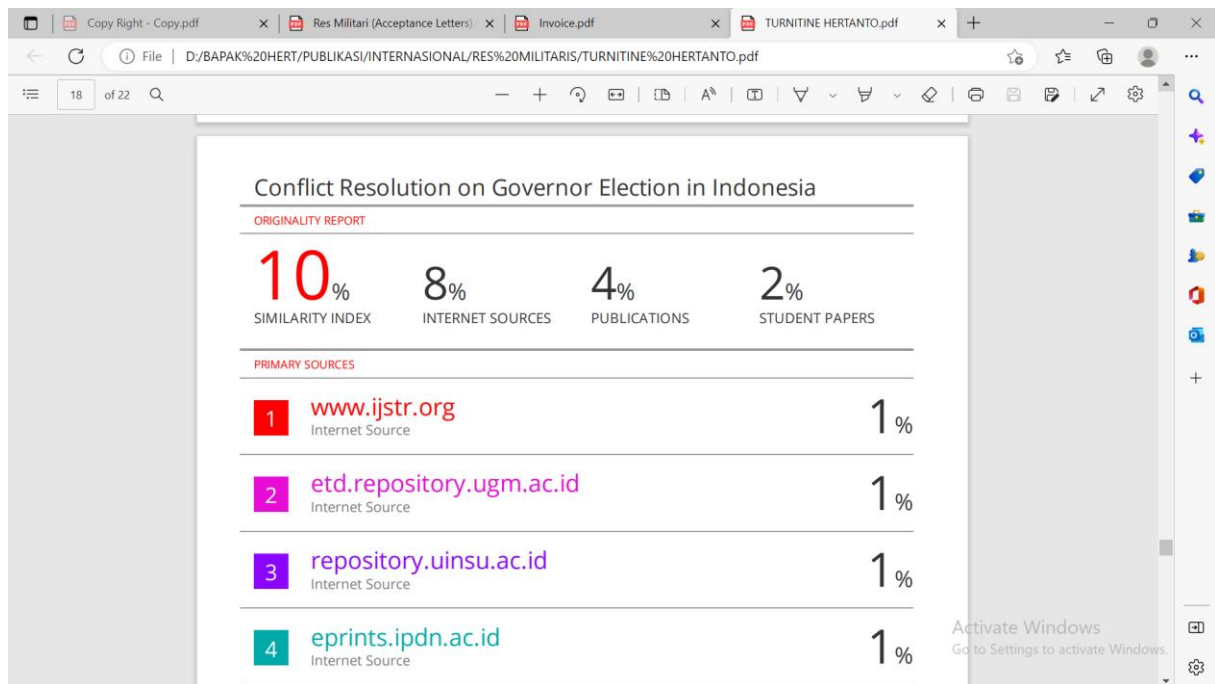 Copy Right - Copy.pdf
Res Militari (Acceptance Letters)
Invoice.pdf
TURNITINE HERTANTO.pdf
File | D:/BAPAK%20HERT/PUBLIKASI/INTERNASIONAL/RES%20MILITARIS/TURNITINE%20HERTANTO.pdf
18 of 22
Conflict Resolution on Governor Election in Indonesia
ORIGINALITY REPORT
10% 8% 4% 2%
SIMILARITY INDEX INTERNET SOURCES PUBLICATIONS STUDENT PAPERS
PRIMARY SOURCES
1 www.ijstr.org 1%
Internet Source
2 etd.repository.ugm.ac.id 1%
Internet Source
3 repository.uinsu.ac.id 1%
Internet Source
4 eprints.ipdn.ac.id 1%
Internet Source
Activate Windows
Go to Settings to activate Windows.